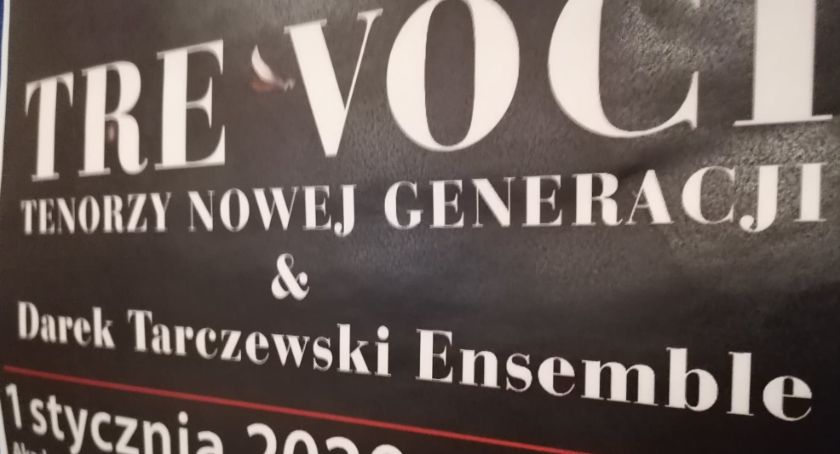 TRE VOCI
TENORZY NOWEJ GENERACJI
&
Darek Tarczewski Ensemble
1 stycznia